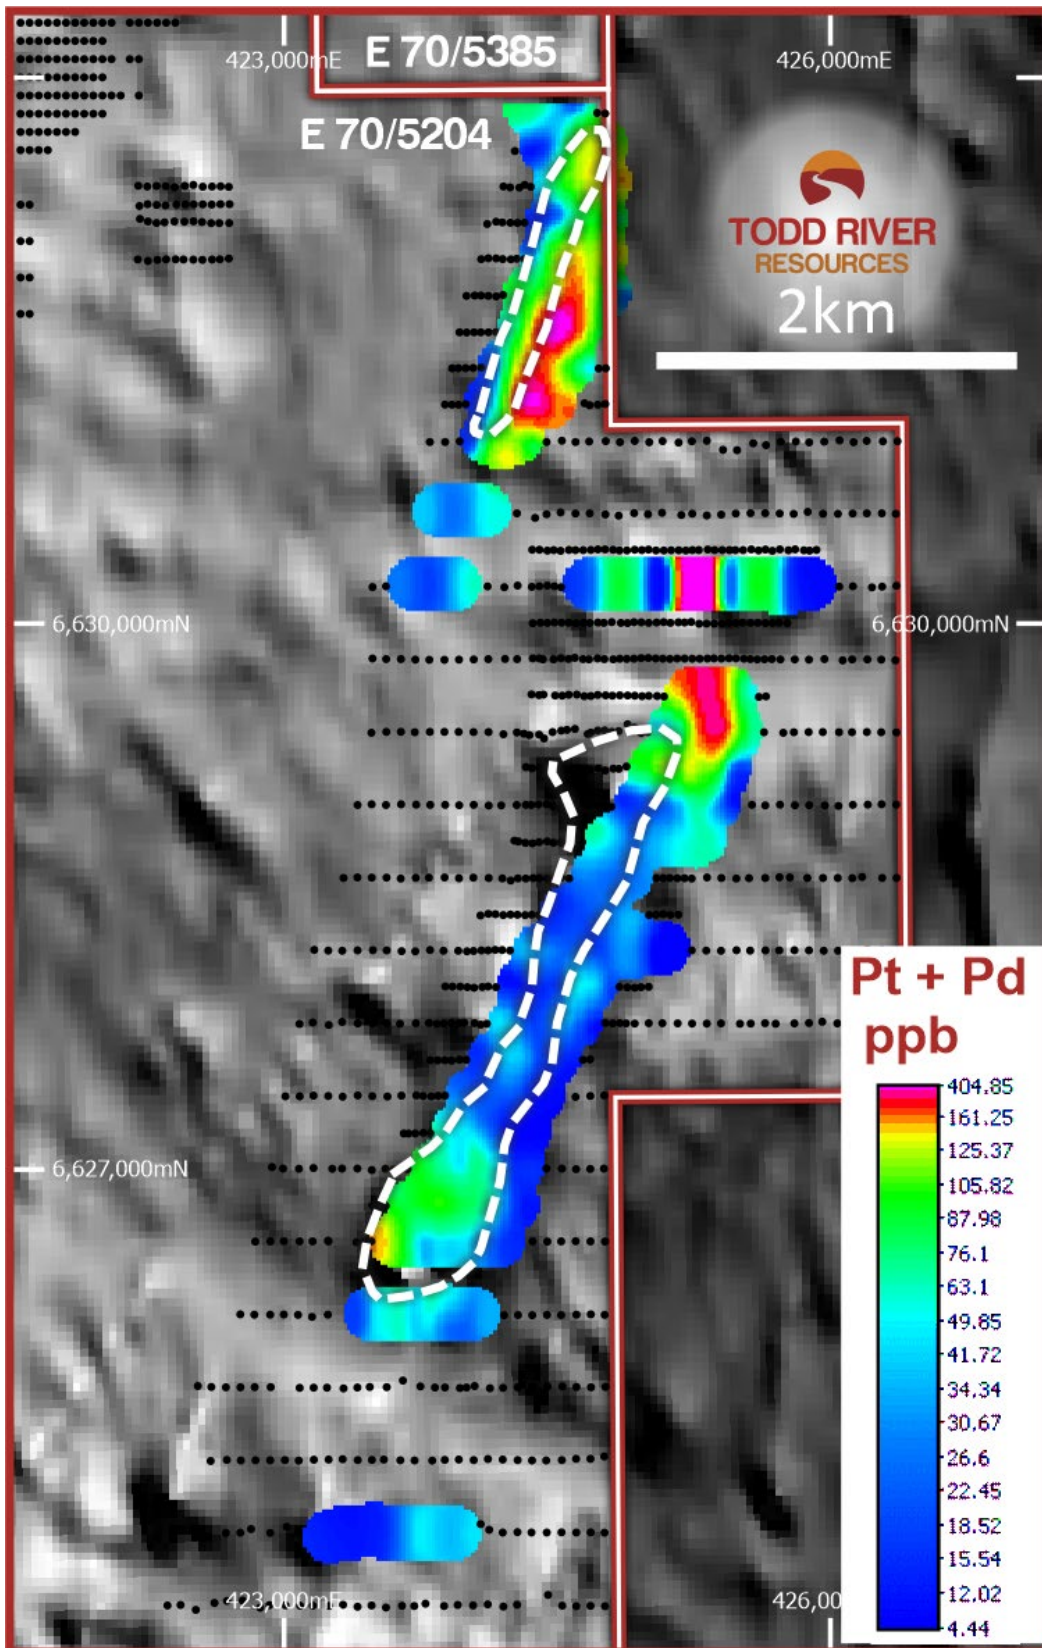 423,000mE
E 70/5385
426,000mE
E 70/5204
TODD RIVER
RESOURCES
2km
6,630,000mN
6,630,000mN
Pt + Pd
ppb
404.85
161.25
125.37
105.82
87.98
76.1
63.1
49.85
41.72
34.34
30.67
26.6
22.45
18.52
15.54
12.02
4.44
6,627,000mN
423,000mE
426,00